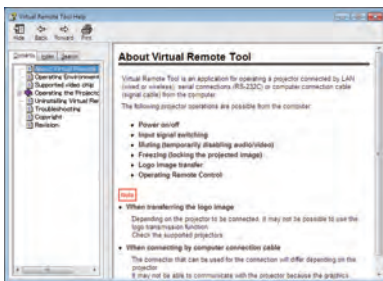 Virtual Remote Tool Help
Hide Back Forward Print
Contents Index Search
About Virtual Remote
Operating Environment
Supported video chip
Operating the Projecto
Uninstalling Virtual Rer
Troubleshooting
Copyright
Revision
About Virtual Remote Tool
Virtual Remote Tool is an application for operating a projector connected by LAN
(wired or wireless), serial connections (RS-232C) or computer connection cable
(signal cable) from the computer.
The following projector operations are possible from the computer.
• Power on/off
• Input signal switching
• Muting (temporarily disabling audio/video)
• Freezing (locking the projected image)
• Logo image transfer
• Operating Remote Control
Note
• When transferring the logo image
Depending on the projector to be connected, it may not be possible to use the
logo transmission function.
Check the supported projectors.
• When connecting by computer connection cable
The connector that can be used for the connection will differ depending on the
projector.
It may not be able to communicate with the projector because the graphics